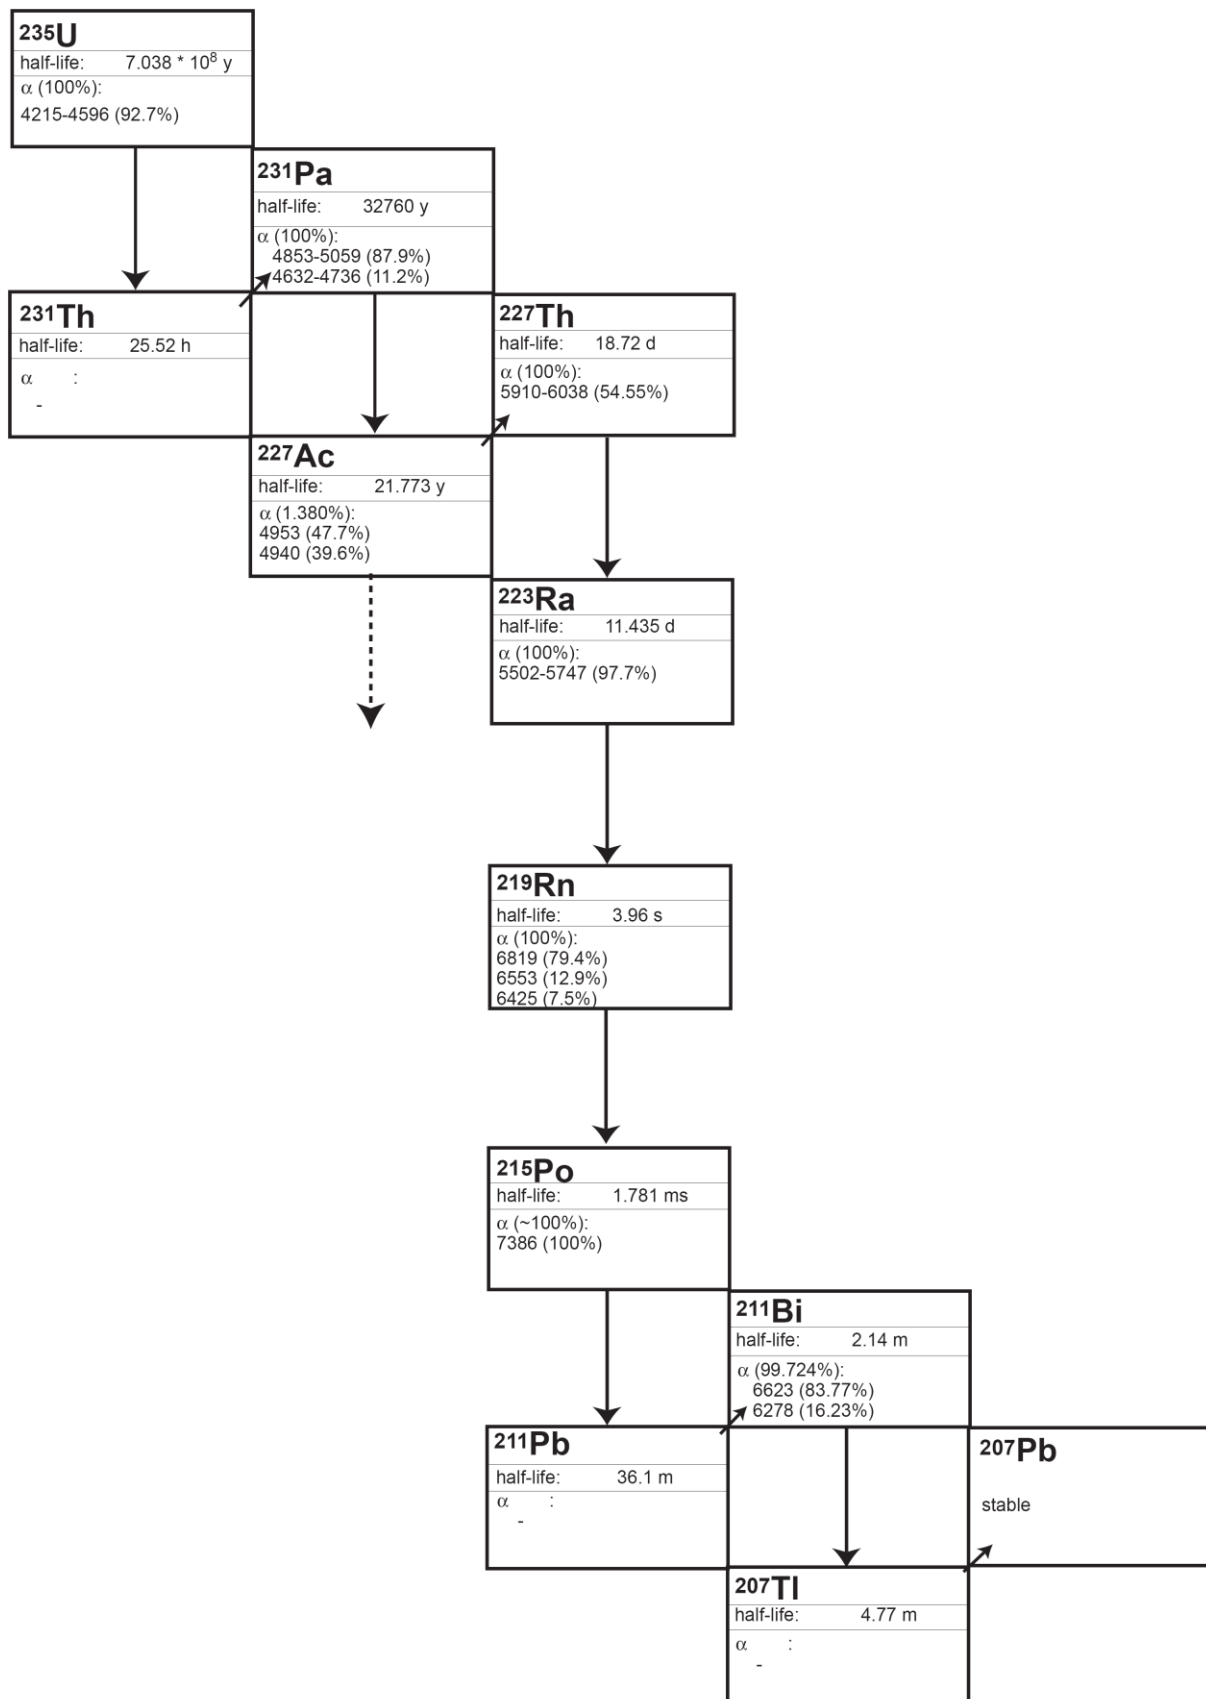 ²³⁵U
half-life: 7.038 * 10⁸ y
α (100%):
4215-4596 (92.7%)
²³¹Pa
half-life: 32760 y
α (100%):
4853-5059 (87.9%)
4632-4736 (11.2%)
²³¹Th
half-life: 25.52 h
α :
-
²²⁷Th
half-life: 18.72 d
α (100%):
5910-6038 (54.55%)
²²⁷Ac
half-life: 21.773 y
α (1.380%):
4953 (47.7%)
4940 (39.6%)
²²³Ra
half-life: 11.435 d
α (100%):
5502-5747 (97.7%)
²¹⁹Rn
half-life: 3.96 s
α (100%):
6819 (79.4%)
6553 (12.9%)
6425 (7.5%)
²¹⁵Po
half-life: 1.781 ms
α (~100%):
7386 (100%)
²¹¹Bi
half-life: 2.14 m
α (99.724%):
6623 (83.77%)
6278 (16.23%)
²¹¹Pb
half-life: 36.1 m
α :
-
²⁰⁷Pb
stable
²⁰⁷Tl
half-life: 4.77 m
α :
-